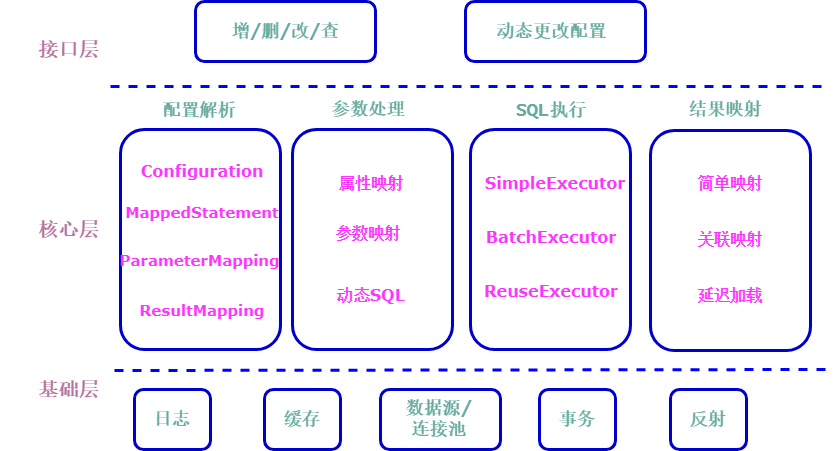 接口层
增/删/改/查
动态更改配置
配置解析
参数处理
SQL执行
结果映射
核心层
Configuration
MappedStatement
ParameterMapping
ResultMapping
属性映射
参数映射
动态SQL
SimpleExecutor
BatchExecutor
ReuseExecutor
简单映射
关联映射
延迟加载
基础层
日志
缓存
数据源/
连接池
事务
反射